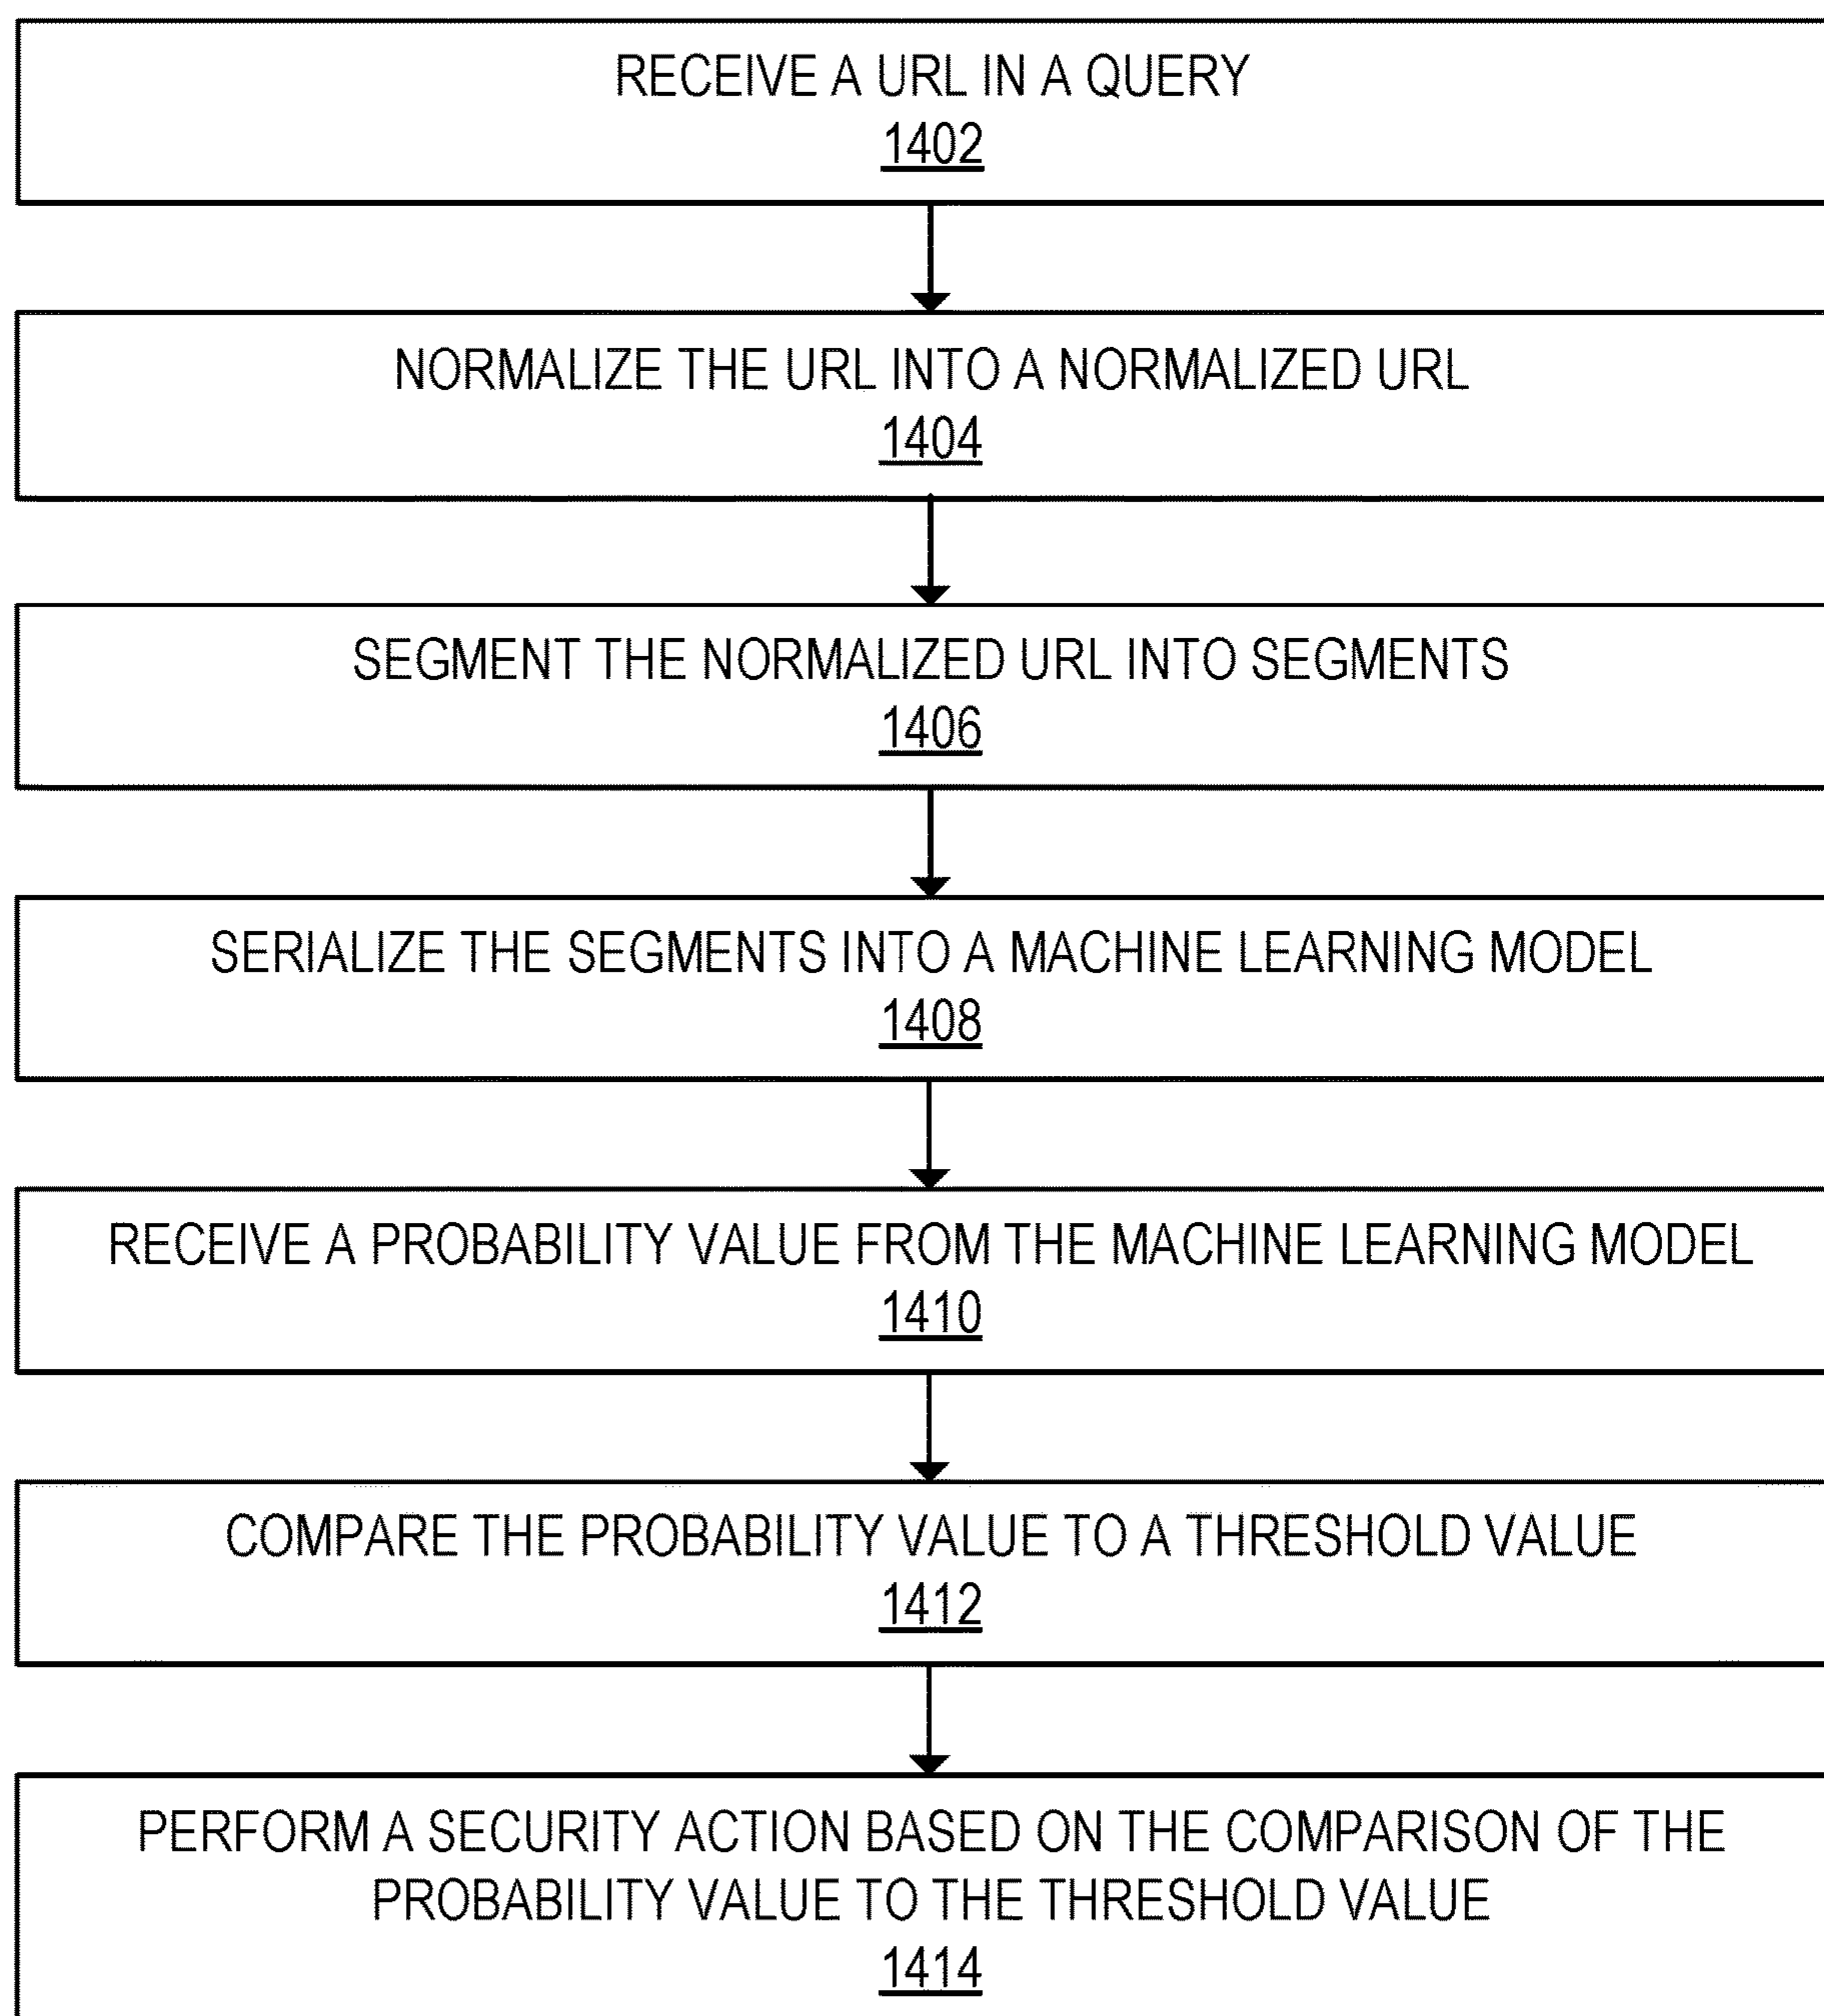 RECEIVE A URL IN A QUERY
1402
NORMALIZE THE URL INTO A NORMALIZED URL
1404
SEGMENT THE NORMALIZED URL INTO SEGMENTS
1406
SERIALIZE THE SEGMENTS INTO A MACHINE LEARNING MODEL
1408
RECEIVE A PROBABILITY VALUE FROM THE MACHINE LEARNING MODEL
1410
COMPARE THE PROBABILITY VALUE TO A THRESHOLD VALUE
1412
PERFORM A SECURITY ACTION BASED ON THE COMPARISON OF THE
PROBABILITY VALUE TO THE THRESHOLD VALUE
1414